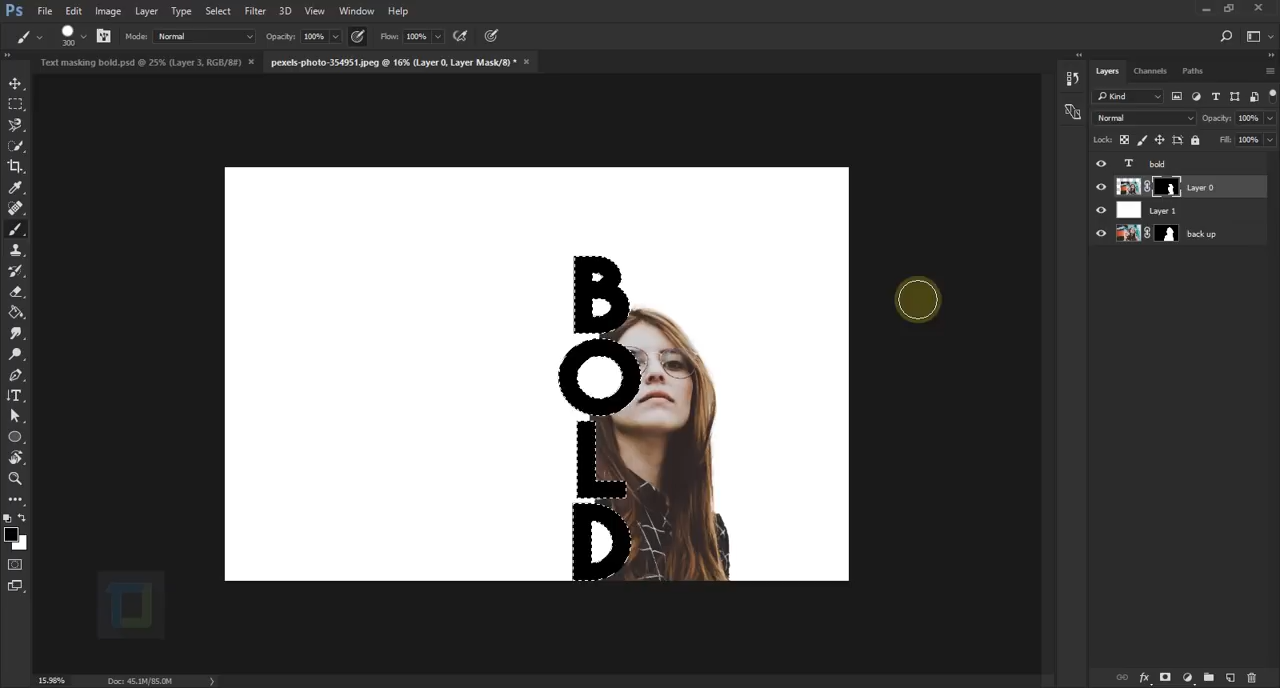 Ps File Edit Image Layer Type Select Filter 3D View Window Help
300 Mode: Normal Opacity: 100% Flow: 100%
Text masking bold.psd @ 25% (Layer 3, RGB/8#) × pexels-photo-354951.jpeg @ 16% (Layer 0, Layer Mask/8) * ×
Layers Channels Paths
Kind
Normal Opacity: 100%
Lock: Fill: 100%
T bold
Layer 0
Layer 1
back up
B
O
L
D
15.98% Doc: 45.1M/85.0M
fx